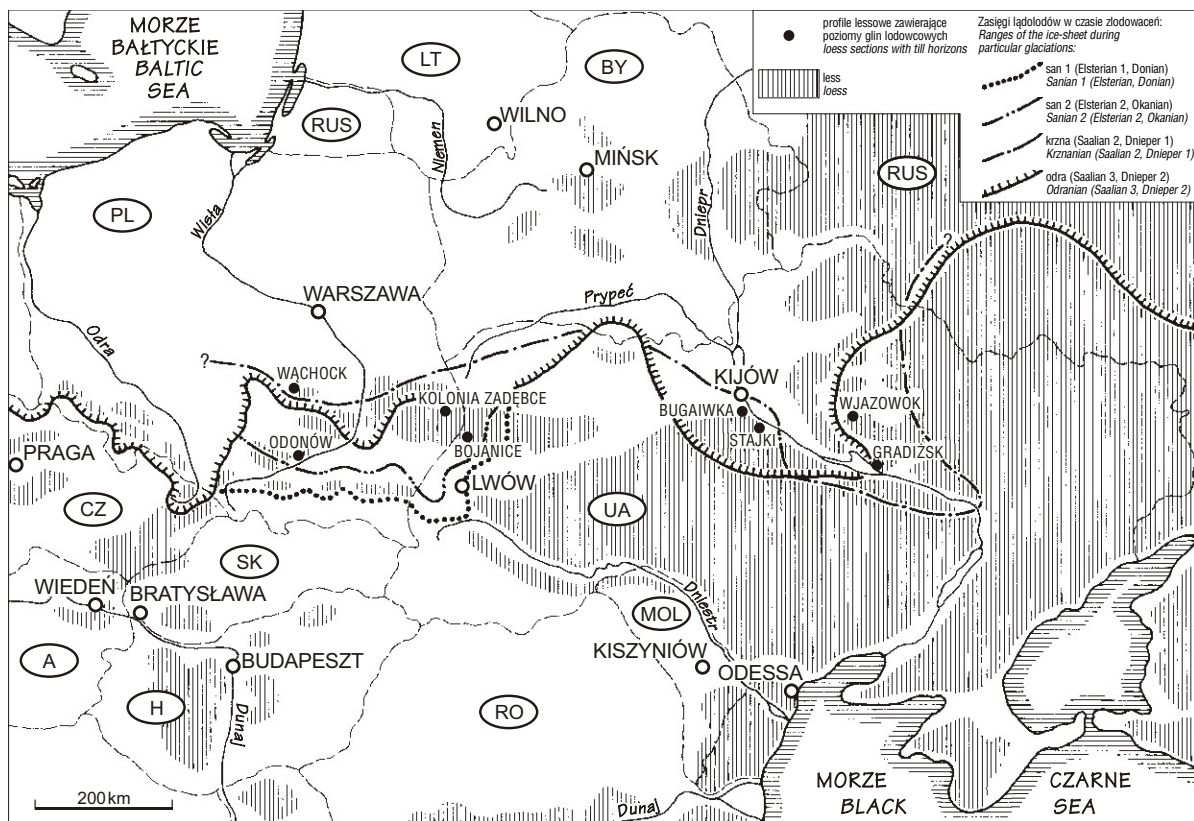 MORZE
BAŁTYCKIE
BALTIC
SEA
LT
BY
RUS
WILNO
Niemen
MIŃSK
Dniepr
RUS
PL
Wisła
WARSZAWA
Prypeć
Odra
?
?
WĄCHOCK
KOLONIA ZADĘBCE
KIJÓW
BUGAIWKA
WJAZOWOK
STAJKI
ODONÓW
BOJANICE
GRADIŻSK
PRAGA
LWÓW
CZ
UA
SK
WIEDEŃ
BRATYSŁAWA
Dniestr
MOL
A
BUDAPESZT
KISZYNIÓW
ODESSA
H
Dunaj
RO
200 km
Dunaj
MORZE
BLACK
CZARNE
SEA
profile lessowe zawierające
poziomy glin lodowcowych
loess sections with till horizons
less
loess
Zasięgi lądolodów w czasie zlodowaceń:
Ranges of the ice-sheet during
particular glaciations:
san 1 (Elsterian 1, Donian)
Sanian 1 (Elsterian, Donian)
san 2 (Elsterian 2, Okanian)
Sanian 2 (Elsterian 2, Okanian)
krzna (Saalian 2, Dnieper 1)
Krznanian (Saalian 2, Dnieper 1)
odra (Saalian 3, Dnieper 2)
Odranian (Saalian 3, Dnieper 2)